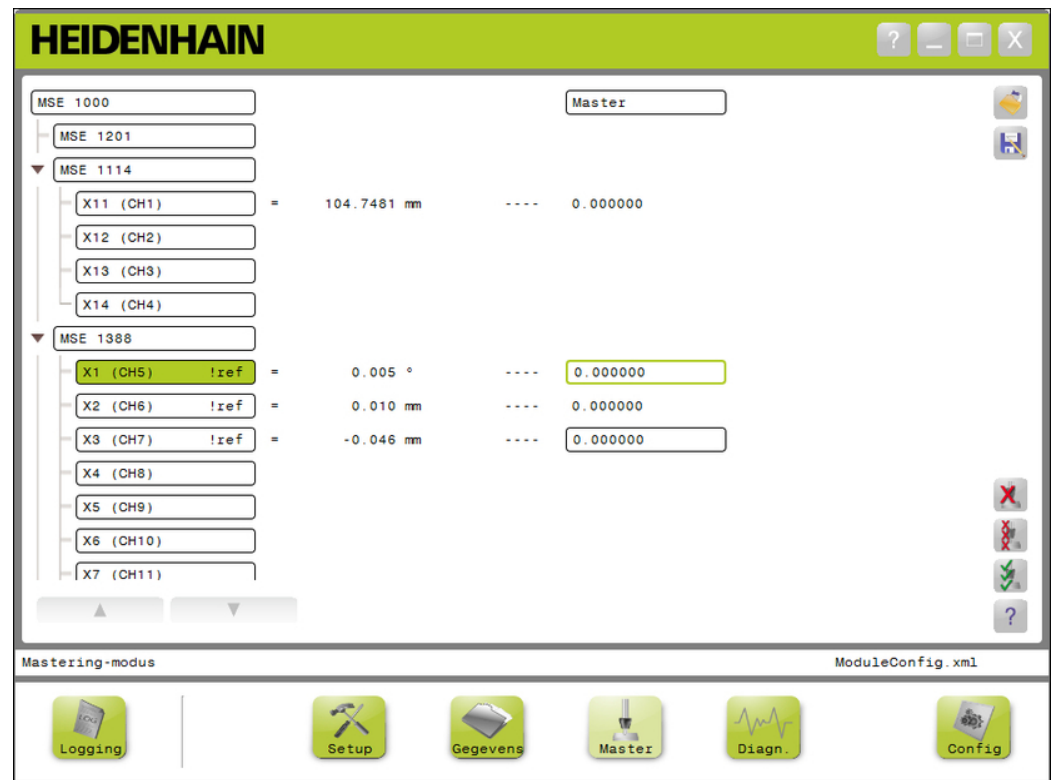 HEIDENHAIN ? _ X
MSE 1000 Master
MSE 1201
MSE 1114
X11 (CH1) = 104.7481 mm ---- 0.000000
X12 (CH2)
X13 (CH3)
X14 (CH4)
MSE 1388
X1 (CH5) !ref = 0.005 ° ---- 0.000000
X2 (CH6) !ref = 0.010 mm ---- 0.000000
X3 (CH7) !ref = -0.046 mm ---- 0.000000
X4 (CH8)
X5 (CH9)
X6 (CH10)
X7 (CH11)
?
Mastering-modus ModuleConfig.xml
Logging Setup Gegevens Master Diagn. Config